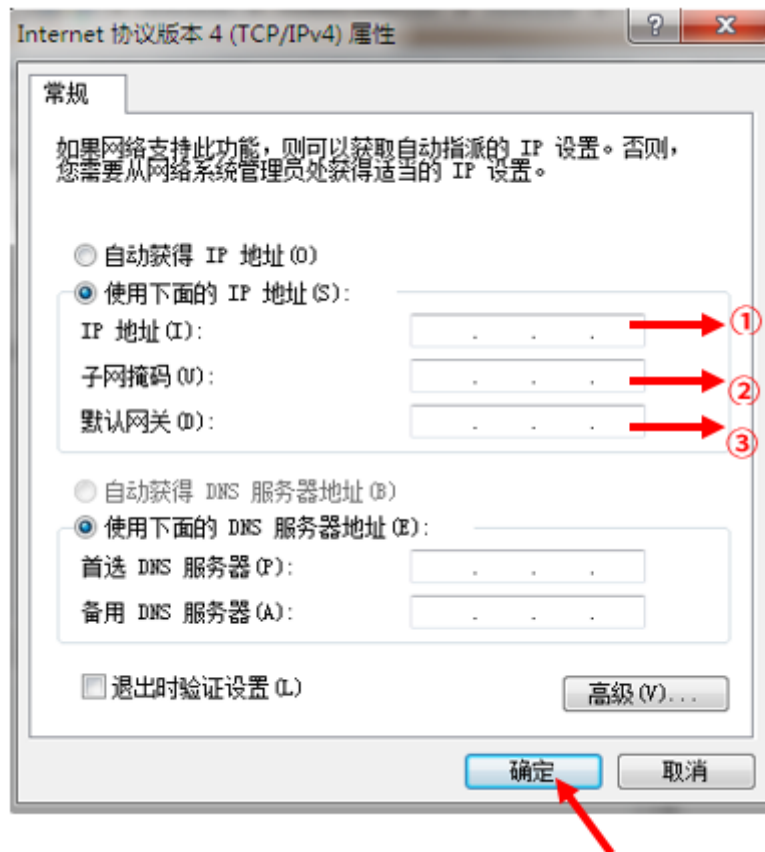 Internet 协议版本 4 (TCP/IPv4) 属性
常规
如果网络支持此功能，则可以获取自动指派的 IP 设置。否则，
您需要从网络系统管理员处获得适当的 IP 设置。
自动获得 IP 地址(O)
使用下面的 IP 地址(S):
IP 地址(I): . . . ①
子网掩码(U): . . . ②
默认网关(D): . . . ③
自动获得 DNS 服务器地址(B)
使用下面的 DNS 服务器地址(E):
首选 DNS 服务器(P): . . .
备用 DNS 服务器(A): . . .
退出时验证设置(L) 高级(V)...
确定 取消